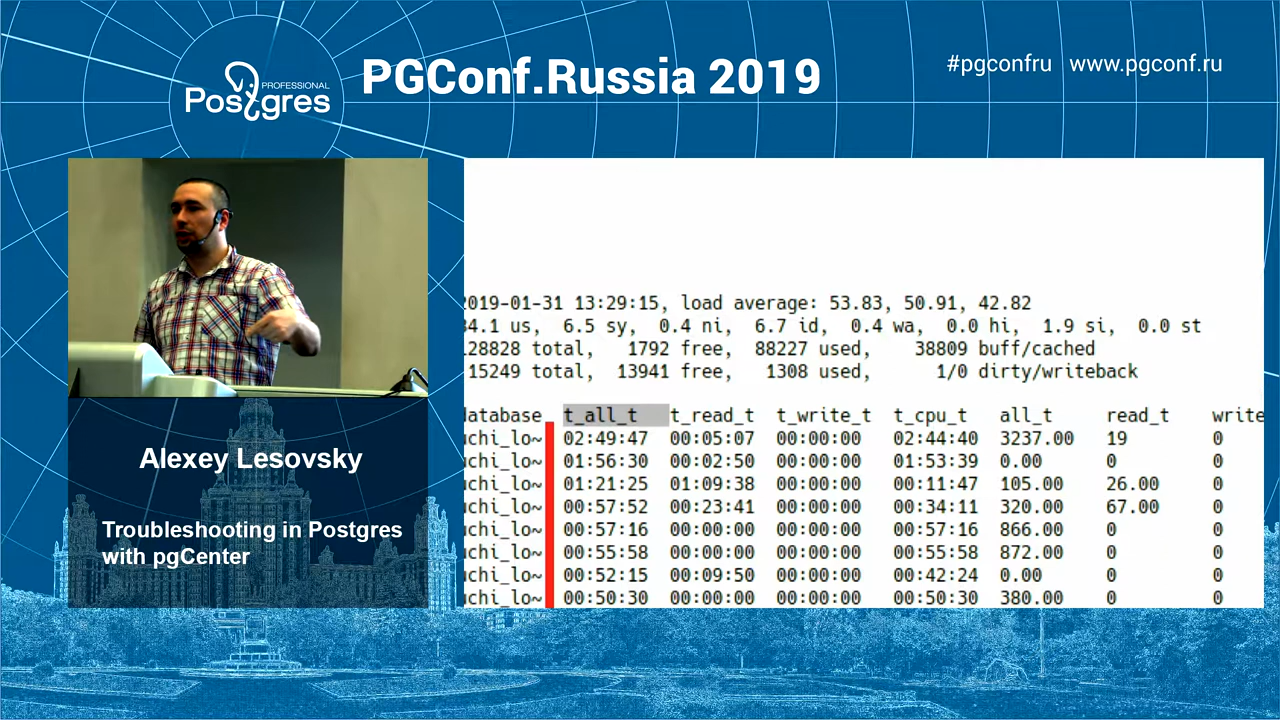 PROFESSIONAL
Postgres
PGConf.Russia 2019
#pgconfru www.pgconf.ru
2019-01-31 13:29:15, load average: 53.83, 50.91, 42.82
34.1 us, 6.5 sy, 0.4 ni, 6.7 id, 0.4 wa, 0.0 hi, 1.9 si, 0.0 st
28828 total, 1792 free, 88227 used, 38809 buff/cached
15249 total, 13941 free, 1308 used, 1/0 dirty/writeback
database t_all_t t_read_t t_write_t t_cpu_t all_t read_t write
uchi_lo~ 02:49:47 00:05:07 00:00:00 02:44:40 3237.00 19 0
uchi_lo~ 01:56:30 00:02:50 00:00:00 01:53:39 0.00 0 0
uchi_lo~ 01:21:25 01:09:38 00:00:00 00:11:47 105.00 26.00 0
uchi_lo~ 00:57:52 00:23:41 00:00:00 00:34:11 320.00 67.00 0
uchi_lo~ 00:57:16 00:00:00 00:00:00 00:57:16 866.00 0 0
uchi_lo~ 00:55:58 00:00:00 00:00:00 00:55:58 872.00 0 0
uchi_lo~ 00:52:15 00:09:50 00:00:00 00:42:24 0.00 0 0
uchi_lo~ 00:50:30 00:00:00 00:00:00 00:50:30 380.00 0 0
Alexey Lesovsky
Troubleshooting in Postgres
with pgCenter